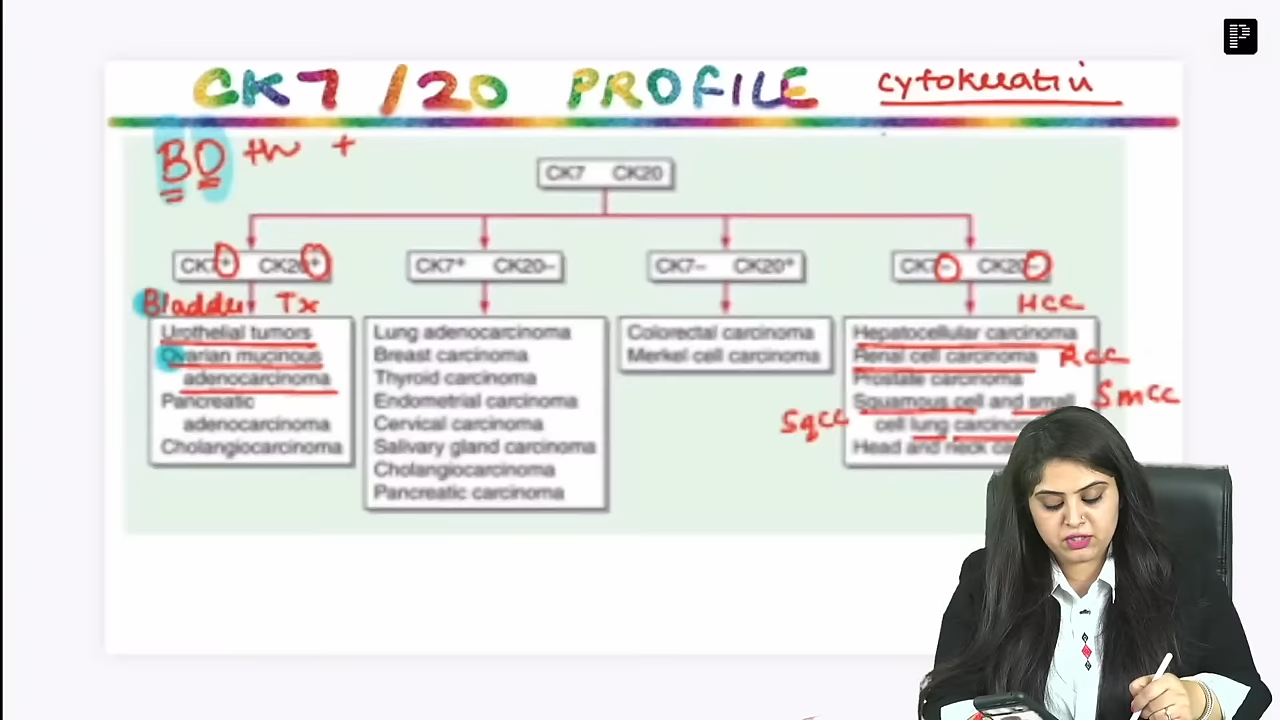 P
CK7 / 20 PROFILE cytokeratin
BO +
CK7 CK20
CK7+ CK20+
CK7+ CK20–
CK7– CK20+
CK7– CK20–
Bladder Tx
HCC
Urothelial tumors
Ovarian mucinous
adenocarcinoma
Pancreatic
adenocarcinoma
Cholangiocarcinoma
Lung adenocarcinoma
Breast carcinoma
Thyroid carcinoma
Endometrial carcinoma
Cervical carcinoma
Salivary gland carcinoma
Cholangiocarcinoma
Pancreatic carcinoma
Colorectal carcinoma
Merkel cell carcinoma
Hepatocellular carcinoma
Renal cell carcinoma RCC
Prostate carcinoma
Squamous cell and small SmCC
SqCC cell lung
Head and neck